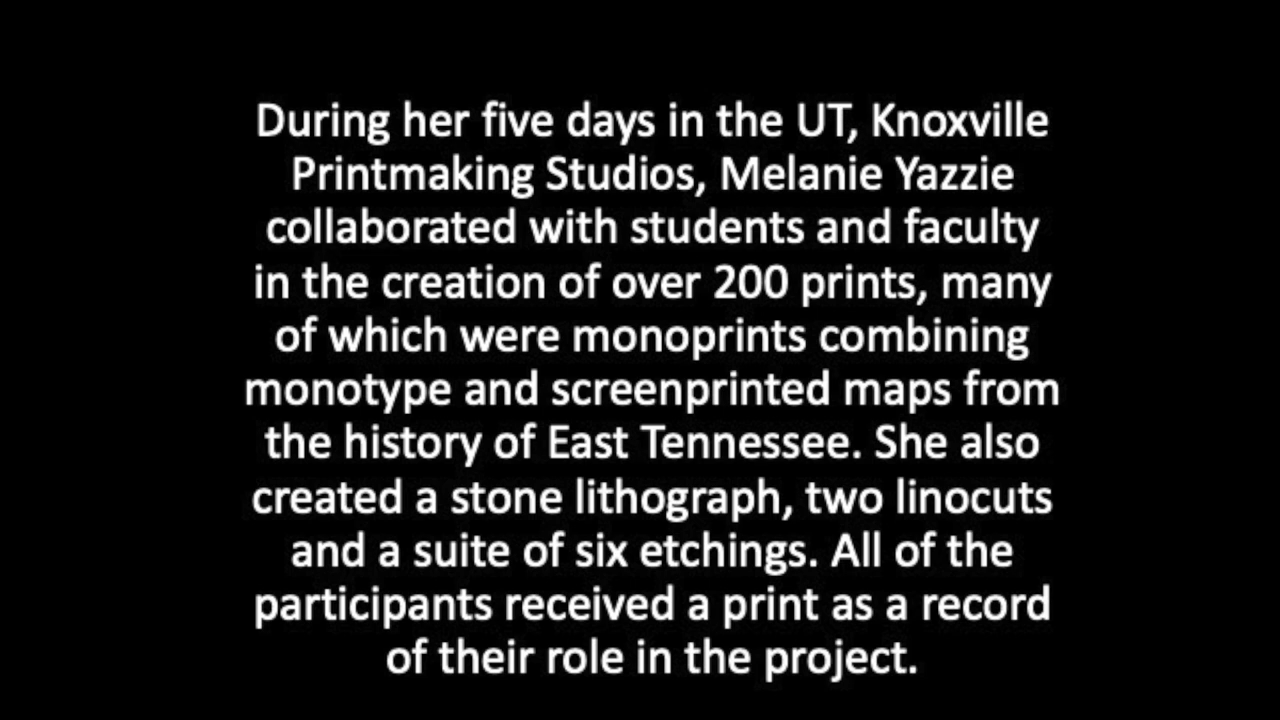 During her five days in the UT, Knoxville
Printmaking Studios, Melanie Yazzie
collaborated with students and faculty
in the creation of over 200 prints, many
of which were monoprints combining
monotype and screenprinted maps from
the history of East Tennessee. She also
created a stone lithograph, two linocuts
and a suite of six etchings. All of the
participants received a print as a record
of their role in the project.